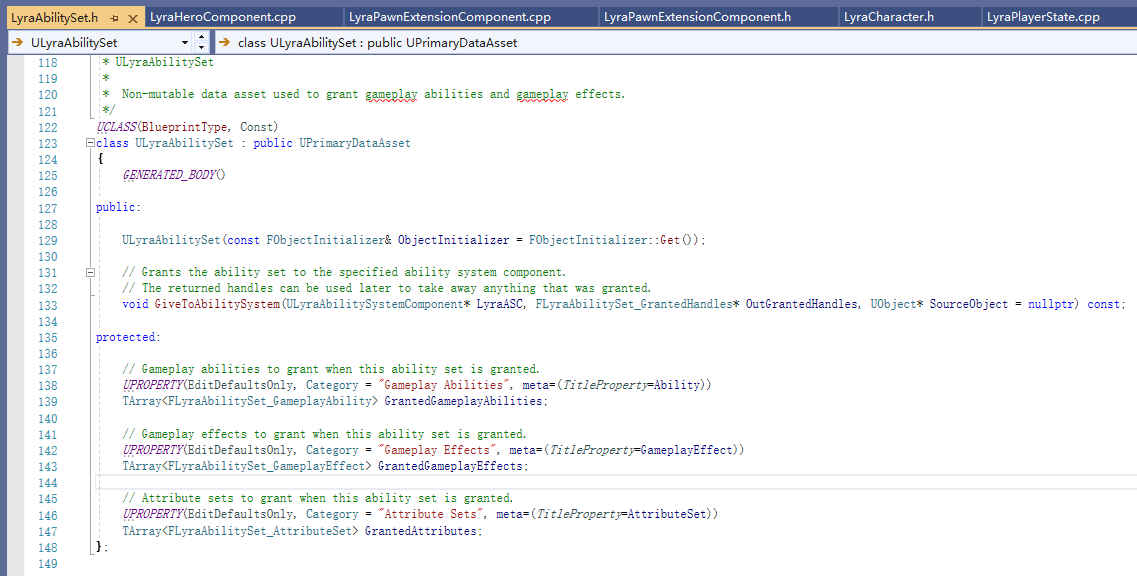 LyraAbilitySet.h LyraHeroComponent.cpp LyraPawnExtensionComponent.cpp LyraPawnExtensionComponent.h LyraCharacter.h LyraPlayerState.cpp
ULyraAbilitySet class ULyraAbilitySet : public UPrimaryDataAsset
118 * ULyraAbilitySet
119 *
120 * Non-mutable data asset used to grant gameplay abilities and gameplay effects.
121 */
122 UCLASS(BlueprintType, Const)
123 class ULyraAbilitySet : public UPrimaryDataAsset
124 {
125 GENERATED_BODY()
126
127 public:
128
129 ULyraAbilitySet(const FObjectInitializer& ObjectInitializer = FObjectInitializer::Get());
130
131 // Grants the ability set to the specified ability system component.
132 // The returned handles can be used later to take away anything that was granted.
133 void GiveToAbilitySystem(ULyraAbilitySystemComponent* LyraASC, FLyraAbilitySet_GrantedHandles* OutGrantedHandles, UObject* SourceObject = nullptr) const;
134
135 protected:
136
137 // Gameplay abilities to grant when this ability set is granted.
138 UPROPERTY(EditDefaultsOnly, Category = "Gameplay Abilities", meta=(TitleProperty=Ability))
139 TArray<FLyraAbilitySet_GameplayAbility> GrantedGameplayAbilities;
140
141 // Gameplay effects to grant when this ability set is granted.
142 UPROPERTY(EditDefaultsOnly, Category = "Gameplay Effects", meta=(TitleProperty=GameplayEffect))
143 TArray<FLyraAbilitySet_GameplayEffect> GrantedGameplayEffects;
144
145 // Attribute sets to grant when this ability set is granted.
146 UPROPERTY(EditDefaultsOnly, Category = "Attribute Sets", meta=(TitleProperty=AttributeSet))
147 TArray<FLyraAbilitySet_AttributeSet> GrantedAttributes;
148 };
149